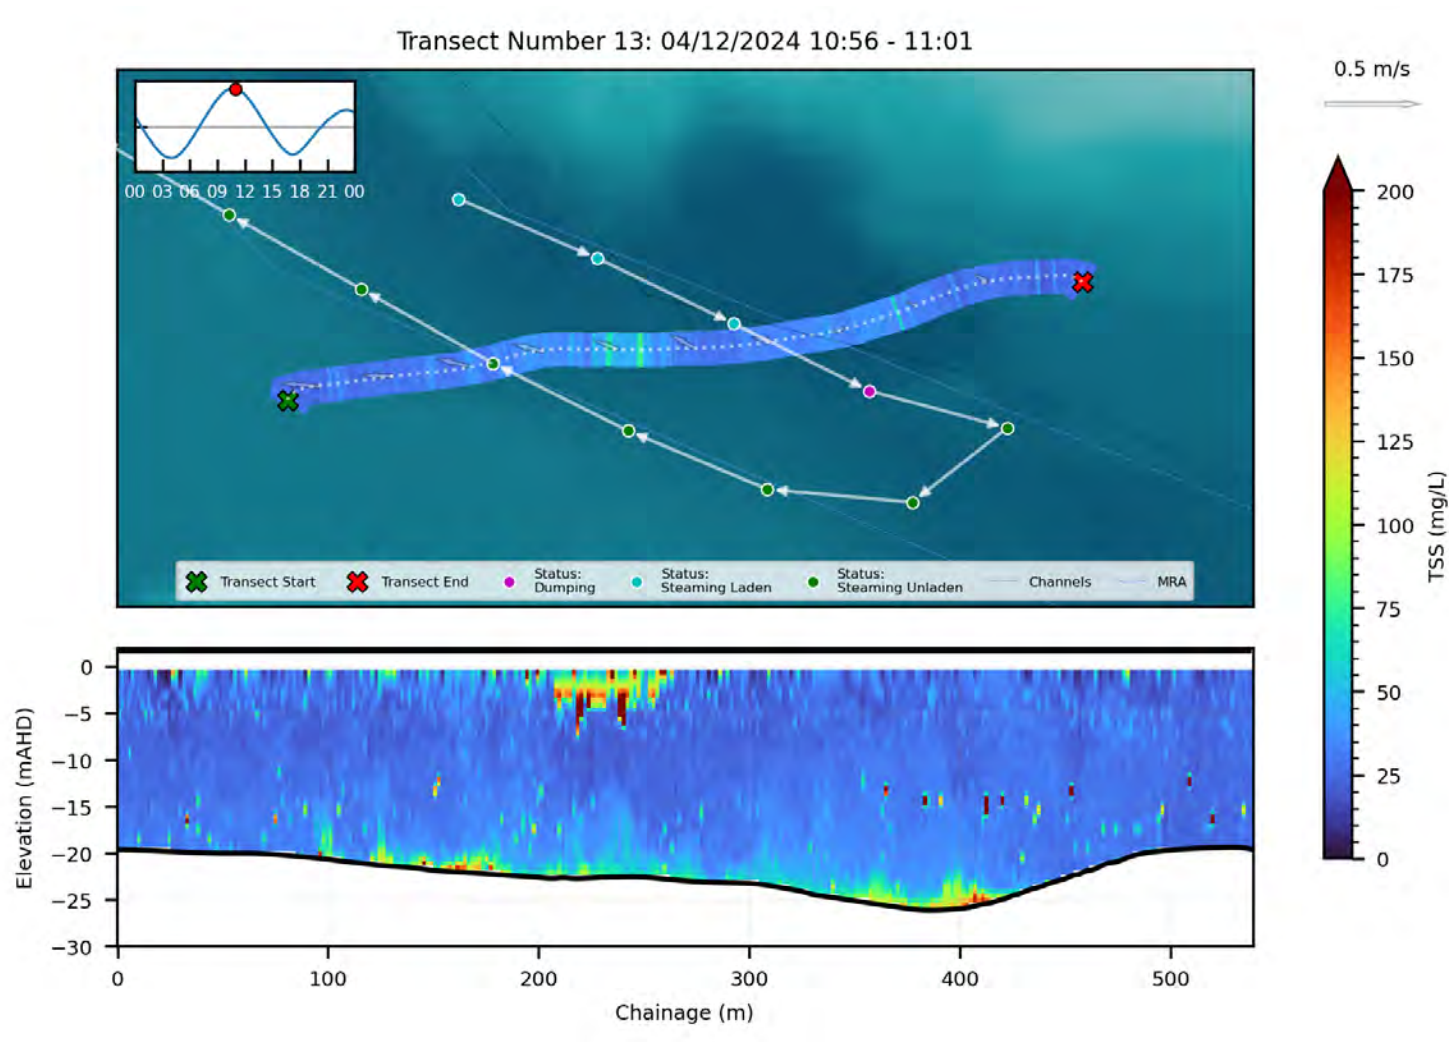 Transect Number 13: 04/12/2024 10:56 - 11:01
0.5 m/s
00 03 06 09 12 15 18 21 00
Transect Start
Transect End
Status:
Dumping
Status:
Steaming Laden
Status:
Steaming Unladen
Channels
MRA
200
175
150
125
100
75
50
25
0
TSS (mg/L)
0
−5
−10
−15
−20
−25
−30
Elevation (mAHD)
0 100 200 300 400 500
Chainage (m)